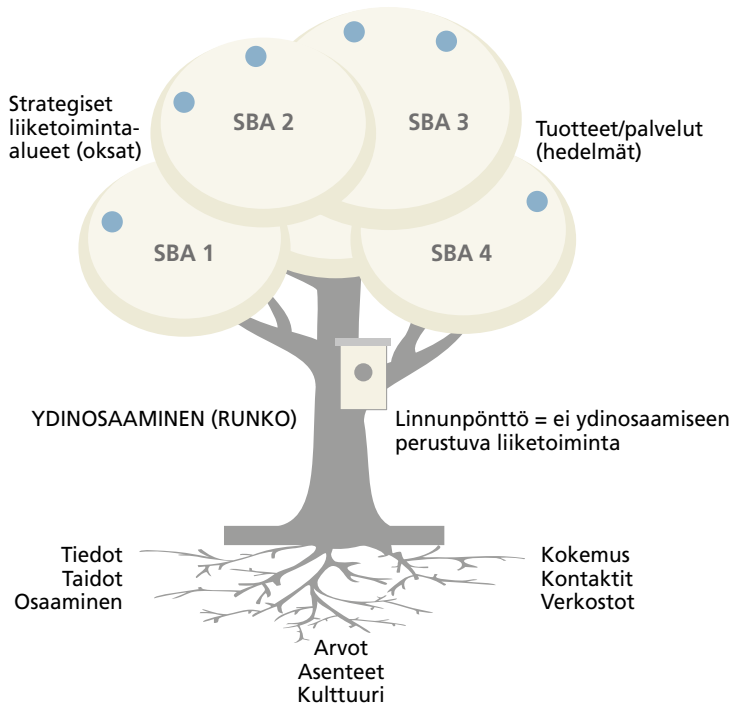 Strategiset
liiketoiminta-
alueet (oksat)
SBA 2
SBA 3
Tuotteet/palvelut
(hedelmät)
SBA 1
SBA 4
YDINOSAAMINEN (RUNKO)
Linnunpönttö = ei ydinosaamiseen
perustuva liiketoiminta
Tiedot
Taidot
Osaaminen
Kokemus
Kontaktit
Verkostot
Arvot
Asenteet
Kulttuuri